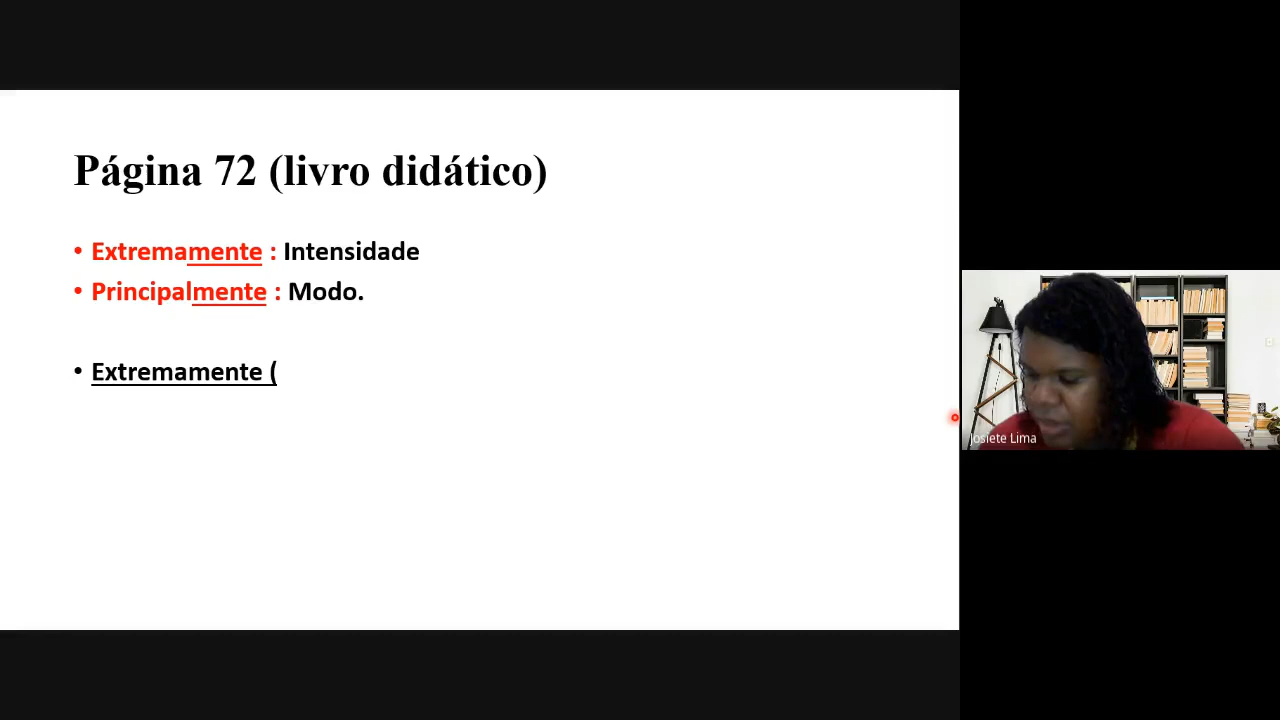 Página 72 (livro didático)
• Extremamente : Intensidade
• Principalmente : Modo.
• Extremamente (
Josiete Lima